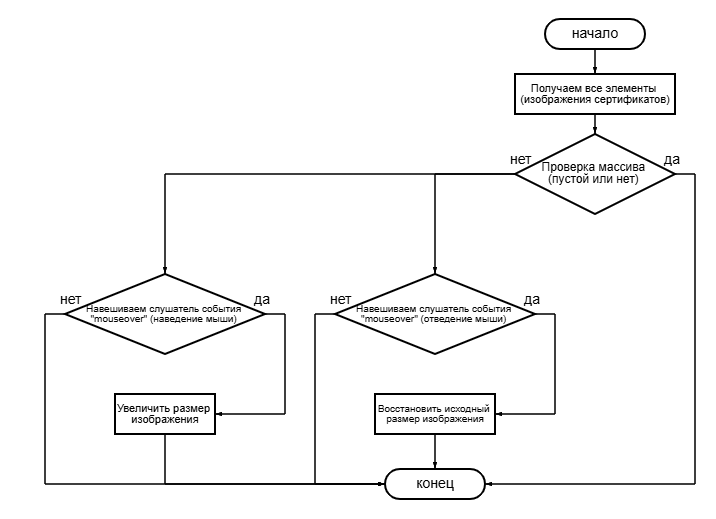 начало
Получаем все элементы
(изображения сертификатов)
нет
да
Проверка массива
(пустой или нет)
нет
да
Навешиваем слушатель события
"mouseover" (наведение мыши)
нет
да
Навешиваем слушатель события
"mouseover" (отведение мыши)
Увеличить размер
изображения
Восстановить исходный
размер изображения
конец